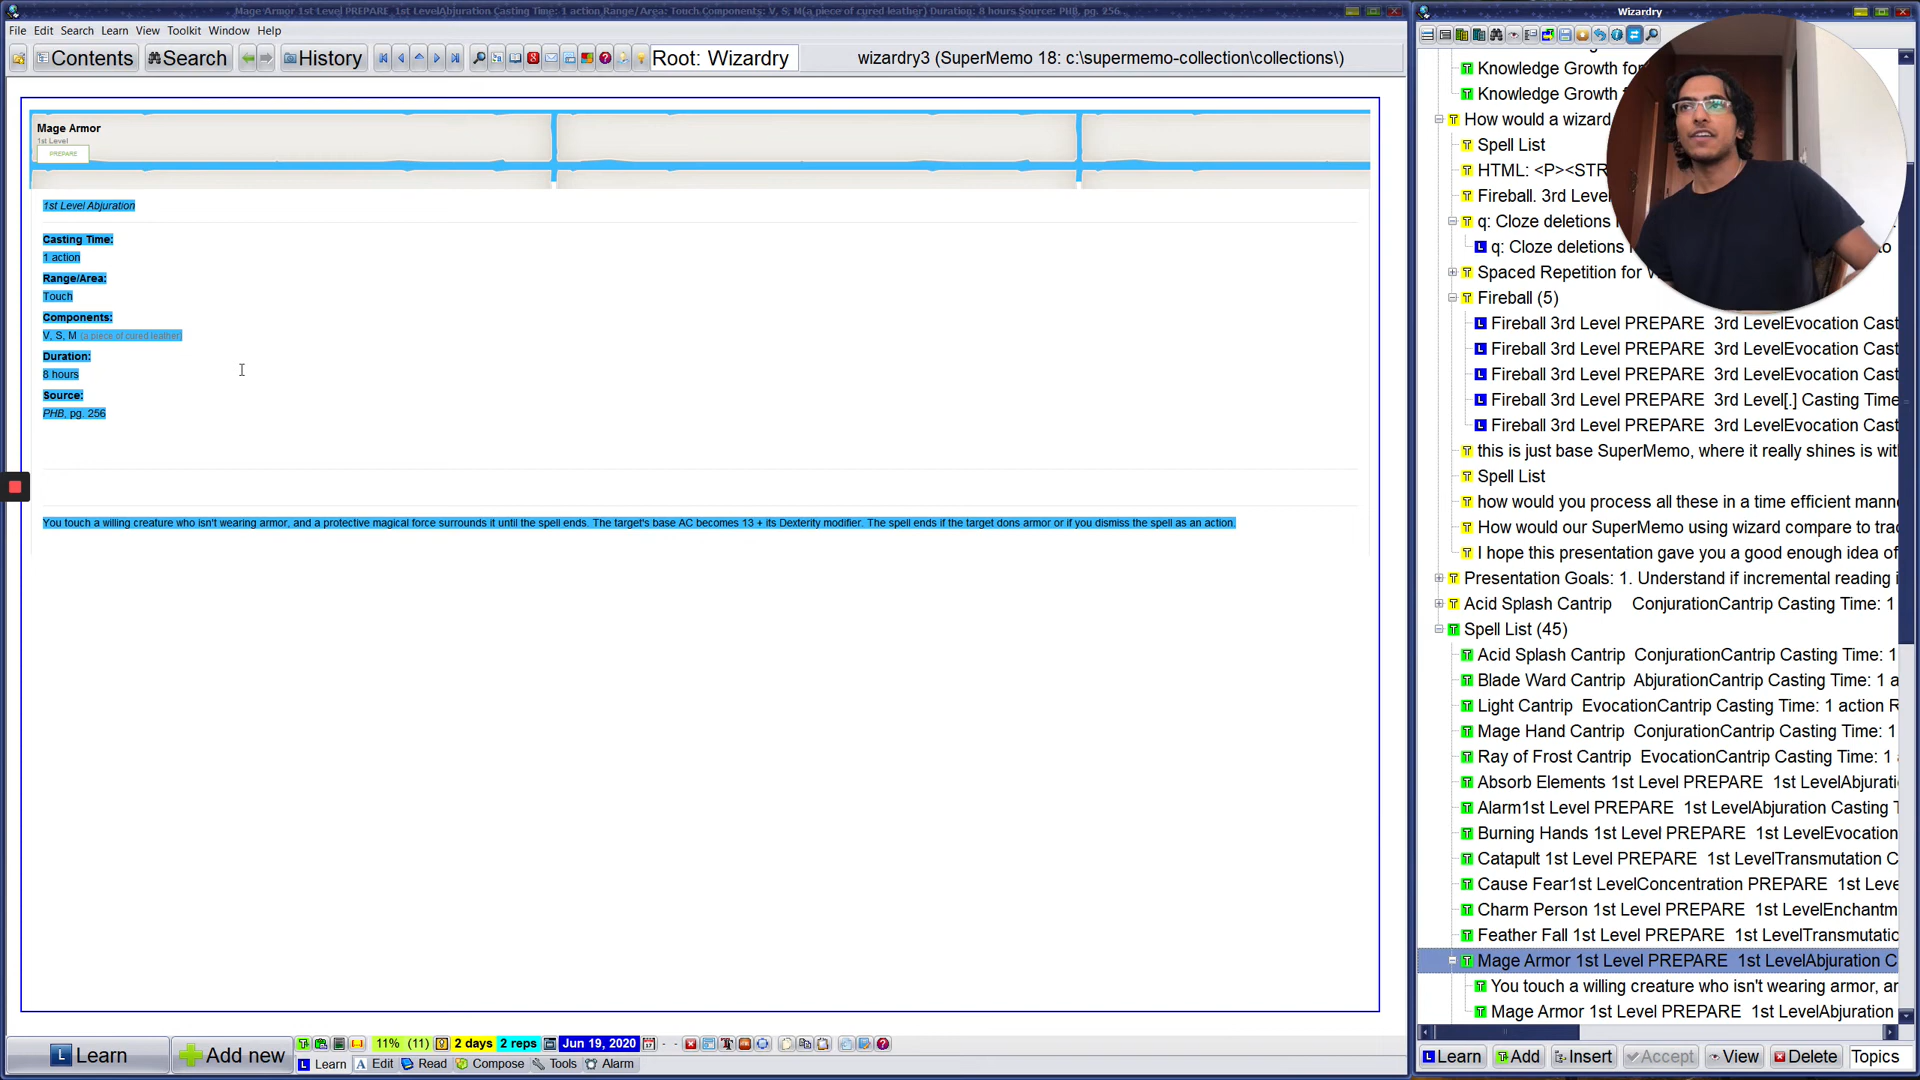 Mage Armor 1st Level PREPARE 1st LevelAbjuration Casting Time: 1 action Range/Area: Touch Components: V, S, M(a piece of cured leather) Duration: 8 hours Source: PHB, pg. 256
File Edit Search Learn View Toolkit Window Help
Contents Search History Root: Wizardry wizardry3 (SuperMemo 18: c:\supermemo-collection\collections\)
Mage Armor
1st Level
PREPARE
1st Level Abjuration
Casting Time:
1 action
Range/Area:
Touch
Components:
V, S, M (a piece of cured leather)
Duration:
8 hours
Source:
PHB, pg. 256
You touch a willing creature who isn't wearing armor, and a protective magical force surrounds it until the spell ends. The target's base AC becomes 13 + its Dexterity modifier. The spell ends if the target dons armor or if you dismiss the spell as an action.
L Learn Add new
11% (11) 2 days 2 reps Jun 19, 2020 - -
Learn Edit Read Compose Tools Alarm
Wizardry
Knowledge Growth for
Knowledge Growth
How would a wizard
Spell List
HTML: <P><STR
Fireball. 3rd Leve
q: Cloze deletions
q: Cloze deletions to
Spaced Repetition for
Fireball (5)
Fireball 3rd Level PREPARE 3rd LevelEvocation Cast
Fireball 3rd Level PREPARE 3rd LevelEvocation Cast
Fireball 3rd Level PREPARE 3rd LevelEvocation Cast
Fireball 3rd Level PREPARE 3rd Level[.] Casting Time
Fireball 3rd Level PREPARE 3rd LevelEvocation Cast
this is just base SuperMemo, where it really shines is wit
Spell List
how would you process all these in a time efficient mann
How would our SuperMemo using wizard compare to trad
I hope this presentation gave you a good enough idea of
Presentation Goals: 1. Understand if incremental reading i
Acid Splash Cantrip ConjurationCantrip Casting Time: 1
Spell List (45)
Acid Splash Cantrip ConjurationCantrip Casting Time: 1
Blade Ward Cantrip AbjurationCantrip Casting Time: 1 a
Light Cantrip EvocationCantrip Casting Time: 1 action R
Mage Hand Cantrip ConjurationCantrip Casting Time: 1
Ray of Frost Cantrip EvocationCantrip Casting Time: 1
Absorb Elements 1st Level PREPARE 1st LevelAbjurati
Alarm1st Level PREPARE 1st LevelAbjuration Casting T
Burning Hands 1st Level PREPARE 1st LevelEvocation
Catapult 1st Level PREPARE 1st LevelTransmutation C
Cause Fear1st LevelConcentration PREPARE 1st Leve
Charm Person 1st Level PREPARE 1st LevelEnchantm
Feather Fall 1st Level PREPARE 1st LevelTransmutatio
Mage Armor 1st Level PREPARE 1st LevelAbjuration C
You touch a willing creature who isn't wearing armor, ar
Mage Armor 1st Level PREPARE 1st LevelAbjuration
Learn Add Insert Accept View Delete Topics